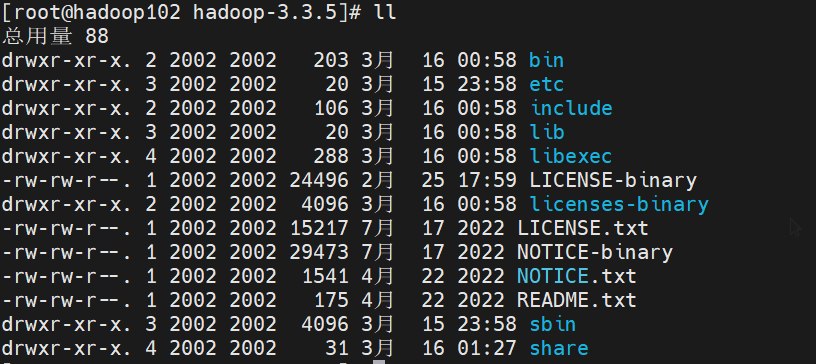 [root@hadoop102 hadoop-3.3.5]# ll
总用量 88
drwxr-xr-x. 2 2002 2002   203 3月  16 00:58 bin
drwxr-xr-x. 3 2002 2002    20 3月  15 23:58 etc
drwxr-xr-x. 2 2002 2002   106 3月  16 00:58 include
drwxr-xr-x. 3 2002 2002    20 3月  16 00:58 lib
drwxr-xr-x. 4 2002 2002   288 3月  16 00:58 libexec
-rw-rw-r--. 1 2002 2002 24496 2月  25 17:59 LICENSE-binary
drwxr-xr-x. 2 2002 2002  4096 3月  16 00:58 licenses-binary
-rw-rw-r--. 1 2002 2002 15217 7月  17 2022 LICENSE.txt
-rw-rw-r--. 1 2002 2002 29473 7月  17 2022 NOTICE-binary
-rw-rw-r--. 1 2002 2002  1541 4月  22 2022 NOTICE.txt
-rw-rw-r--. 1 2002 2002   175 4月  22 2022 README.txt
drwxr-xr-x. 3 2002 2002  4096 3月  15 23:58 sbin
drwxr-xr-x. 4 2002 2002    31 3月  16 01:27 share